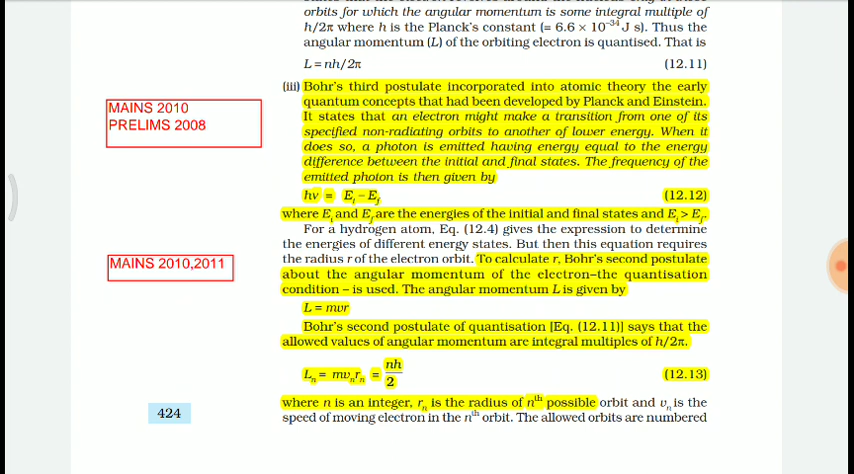 orbits for which the angular momentum is some integral multiple of
h/2π where h is the Planck's constant (= 6.6 × 10⁻³⁴ J s). Thus the
angular momentum (L) of the orbiting electron is quantised. That is
L = nh/2π (12.11)
(iii) Bohr's third postulate incorporated into atomic theory the early
quantum concepts that had been developed by Planck and Einstein.
It states that an electron might make a transition from one of its
specified non-radiating orbits to another of lower energy. When it
does so, a photon is emitted having energy equal to the energy
difference between the initial and final states. The frequency of the
emitted photon is then given by
hν = Eᵢ – E_f (12.12)
where Eᵢ and E_f are the energies of the initial and final states and Eᵢ > E_f.
For a hydrogen atom, Eq. (12.4) gives the expression to determine
the energies of different energy states. But then this equation requires
the radius r of the electron orbit. To calculate r, Bohr's second postulate
about the angular momentum of the electron–the quantisation
condition – is used. The angular momentum L is given by
L = mvr
Bohr's second postulate of quantisation [Eq. (12.11)] says that the
allowed values of angular momentum are integral multiples of h/2π.
Lₙ = mvₙrₙ = nh/2 (12.13)
where n is an integer, rₙ is the radius of nᵗʰ possible orbit and vₙ is the
speed of moving electron in the nᵗʰ orbit. The allowed orbits are numbered
MAINS 2010
PRELIMS 2008
MAINS 2010,2011
424